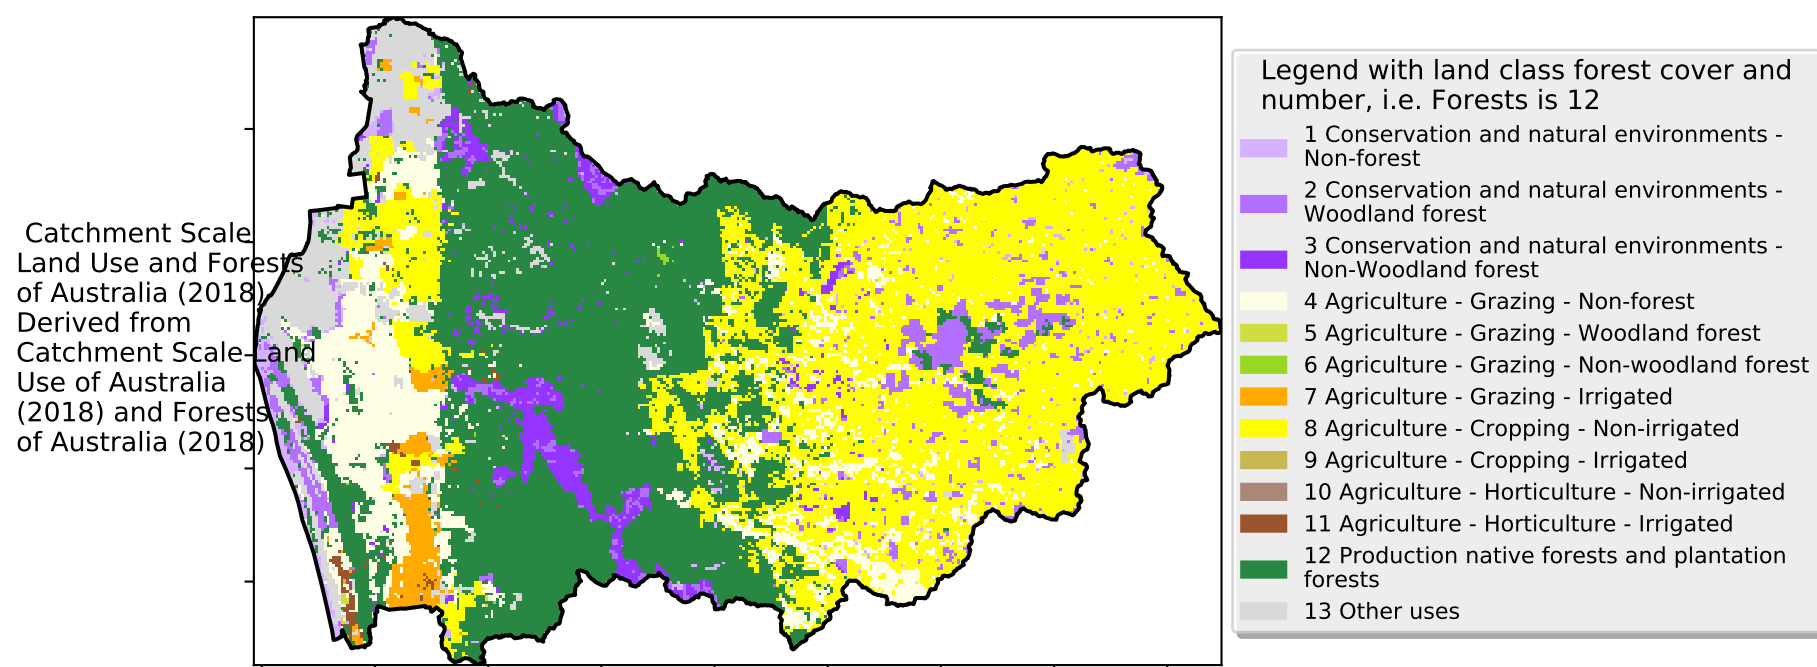 Catchment Scale
Land Use and Forests
of Australia (2018)
Derived from
Catchment Scale Land
Use of Australia
(2018) and Forests
of Australia (2018)
Legend with land class forest cover and
number, i.e. Forests is 12
1 Conservation and natural environments -
Non-forest
2 Conservation and natural environments -
Woodland forest
3 Conservation and natural environments -
Non-Woodland forest
4 Agriculture - Grazing - Non-forest
5 Agriculture - Grazing - Woodland forest
6 Agriculture - Grazing - Non-woodland forest
7 Agriculture - Grazing - Irrigated
8 Agriculture - Cropping - Non-irrigated
9 Agriculture - Cropping - Irrigated
10 Agriculture - Horticulture - Non-irrigated
11 Agriculture - Horticulture - Irrigated
12 Production native forests and plantation
forests
13 Other uses